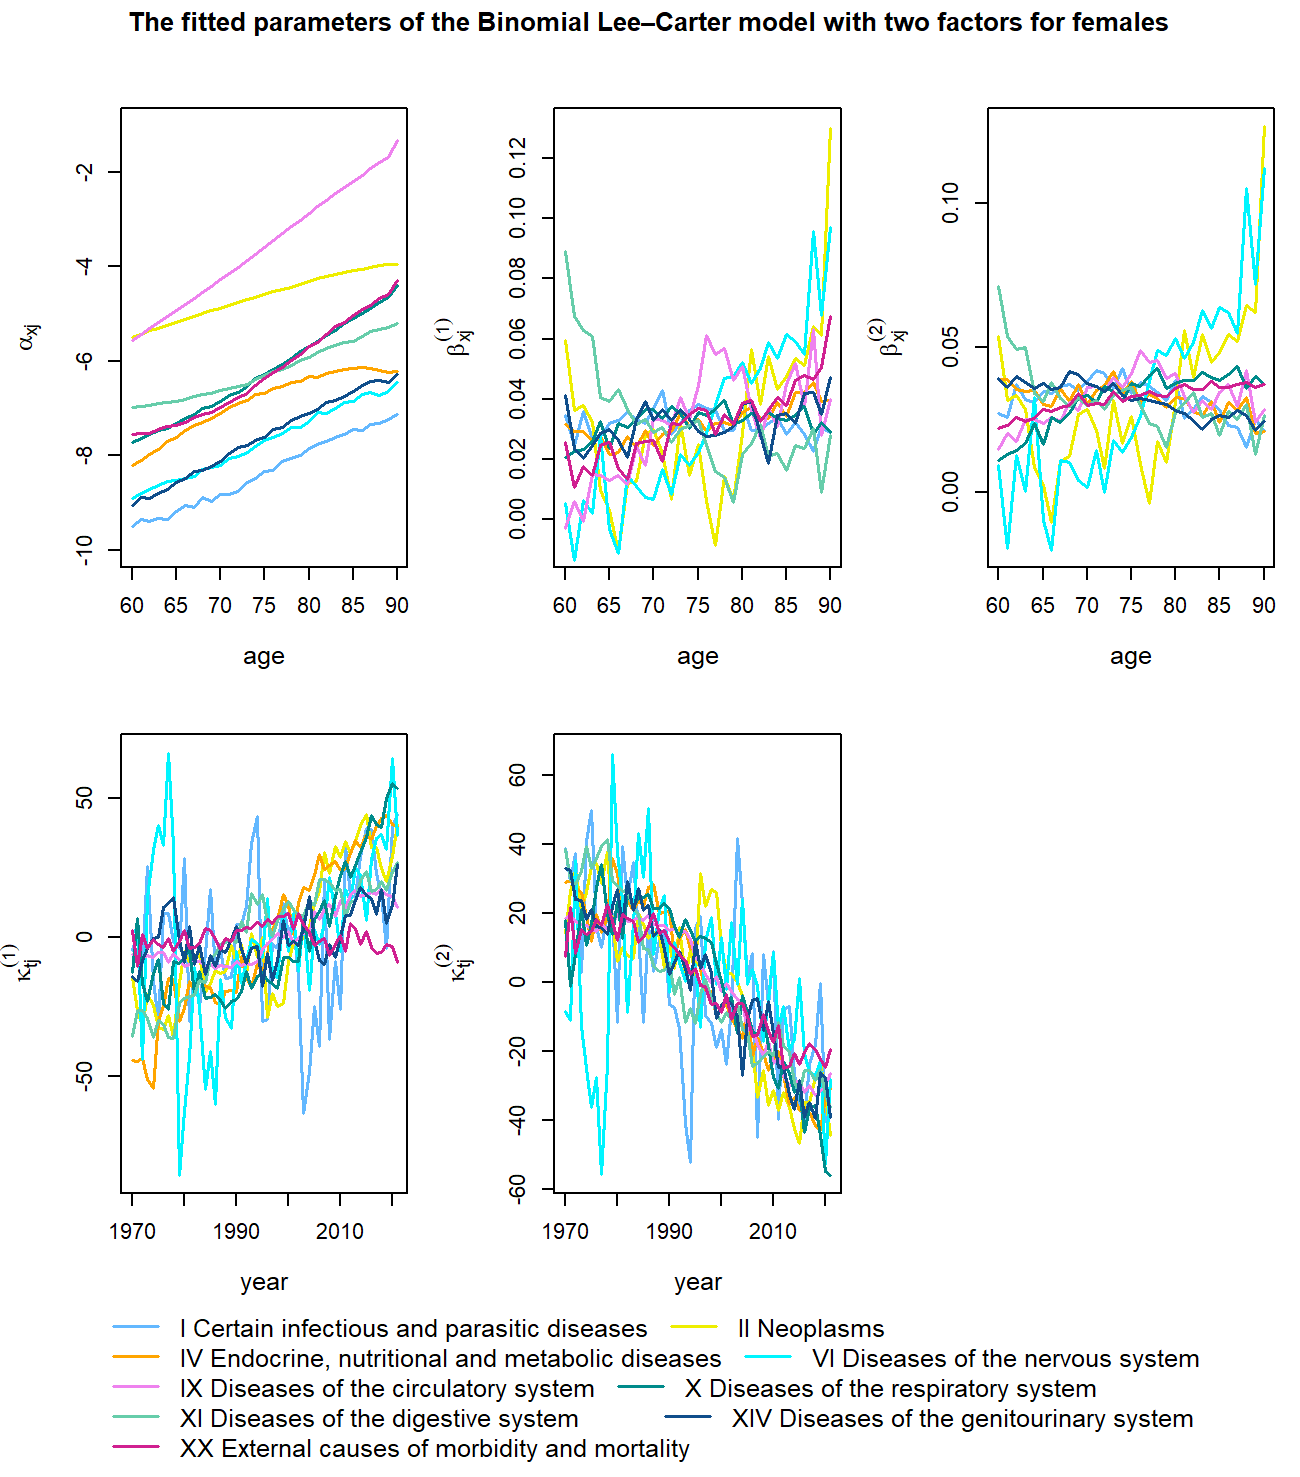 The fitted parameters of the Binomial Lee–Carter model with two factors for females
αxj
-2
-4
-6
-8
-10
60 65 70 75 80 85 90
age
βxj(1)
0.12
0.10
0.08
0.06
0.04
0.02
0.00
60 65 70 75 80 85 90
age
βxj(2)
0.10
0.05
0.00
60 65 70 75 80 85 90
age
κtj(1)
50
0
-50
1970 1990 2010
year
κtj(2)
60
40
20
0
-20
-40
-60
1970 1990 2010
year
I Certain infectious and parasitic diseases II Neoplasms
IV Endocrine, nutritional and metabolic diseases VI Diseases of the nervous system
IX Diseases of the circulatory system X Diseases of the respiratory system
XI Diseases of the digestive system XIV Diseases of the genitourinary system
XX External causes of morbidity and mortality